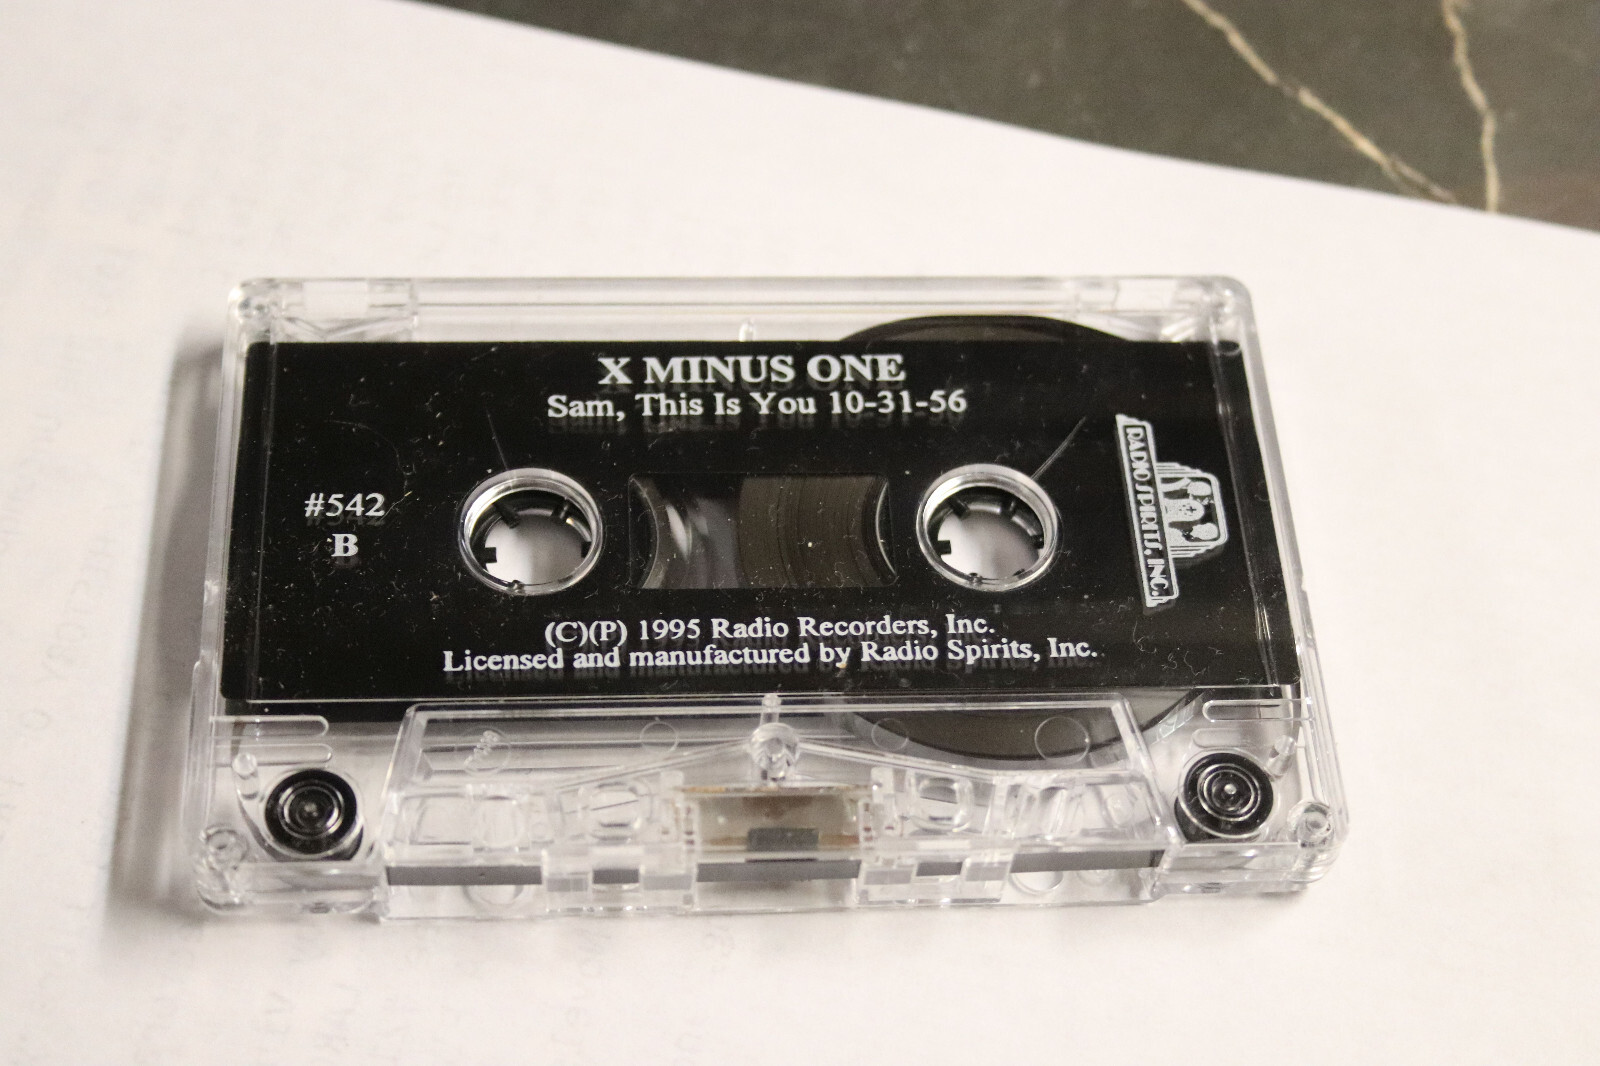 X MINUS ONE
Sam, This Is You 10-31-56
#542
B
RADIO SPIRITS, INC.
(C)(P) 1995 Radio Recorders, Inc.
Licensed and manufactured by Radio Spirits, Inc.